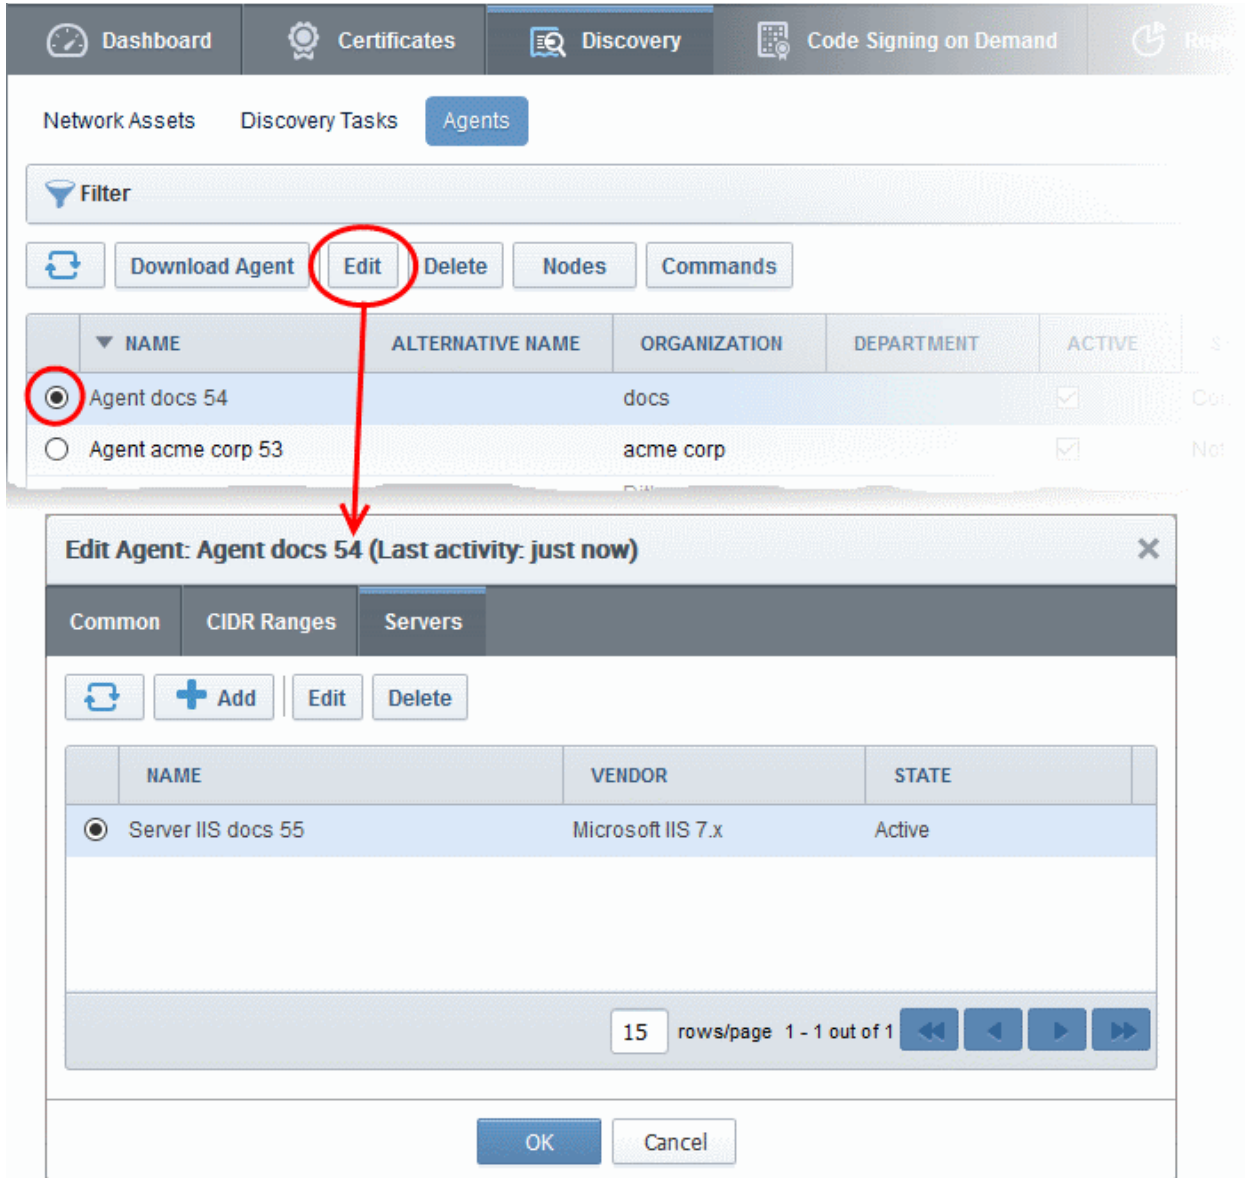 Dashboard Certificates Discovery Code Signing on Demand
Network Assets Discovery Tasks Agents
Filter
Download Agent Edit Delete Nodes Commands
NAME ALTERNATIVE NAME ORGANIZATION DEPARTMENT ACTIVE
Agent docs 54 docs
Agent acme corp 53 acme corp
Edit Agent: Agent docs 54 (Last activity: just now)
Common CIDR Ranges Servers
Add Edit Delete
NAME VENDOR STATE
Server IIS docs 55 Microsoft IIS 7.x Active
15 rows/page 1 - 1 out of 1
OK Cancel